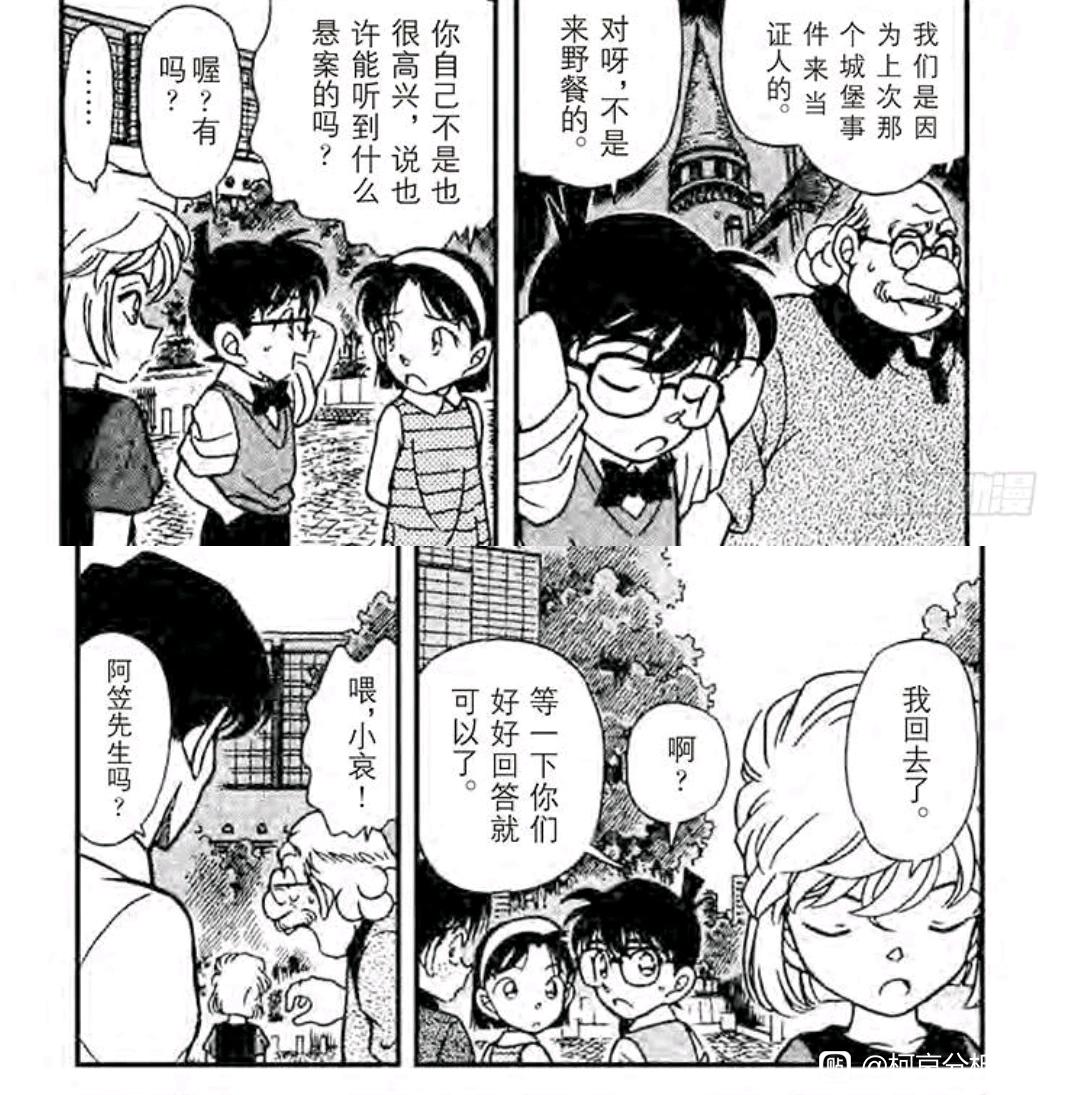 我们是因
为上次那
个城堡事
件来当
证人的。
对呀，不是
来野餐的。
你自己不是也
很高兴，说也
许能听到什么
悬案的吗？
喔？有
吗？
……
我回去了。
啊？
等一下你们
好好回答就
可以了。
喂，小哀！
阿笠先生吗？
动漫